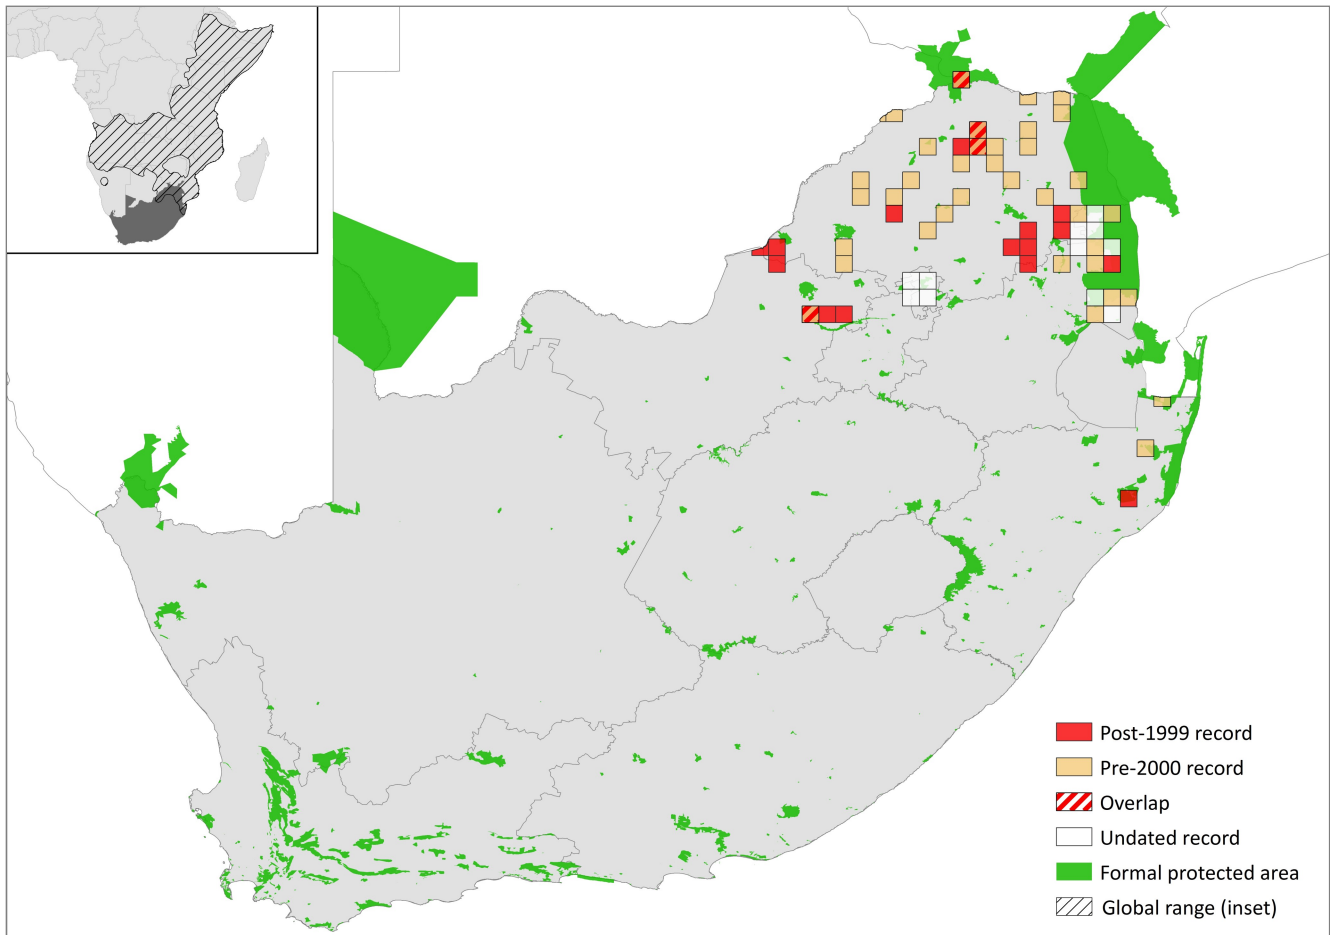 Post-1999 record
Pre-2000 record
Overlap
Undated record
Formal protected area
Global range (inset)